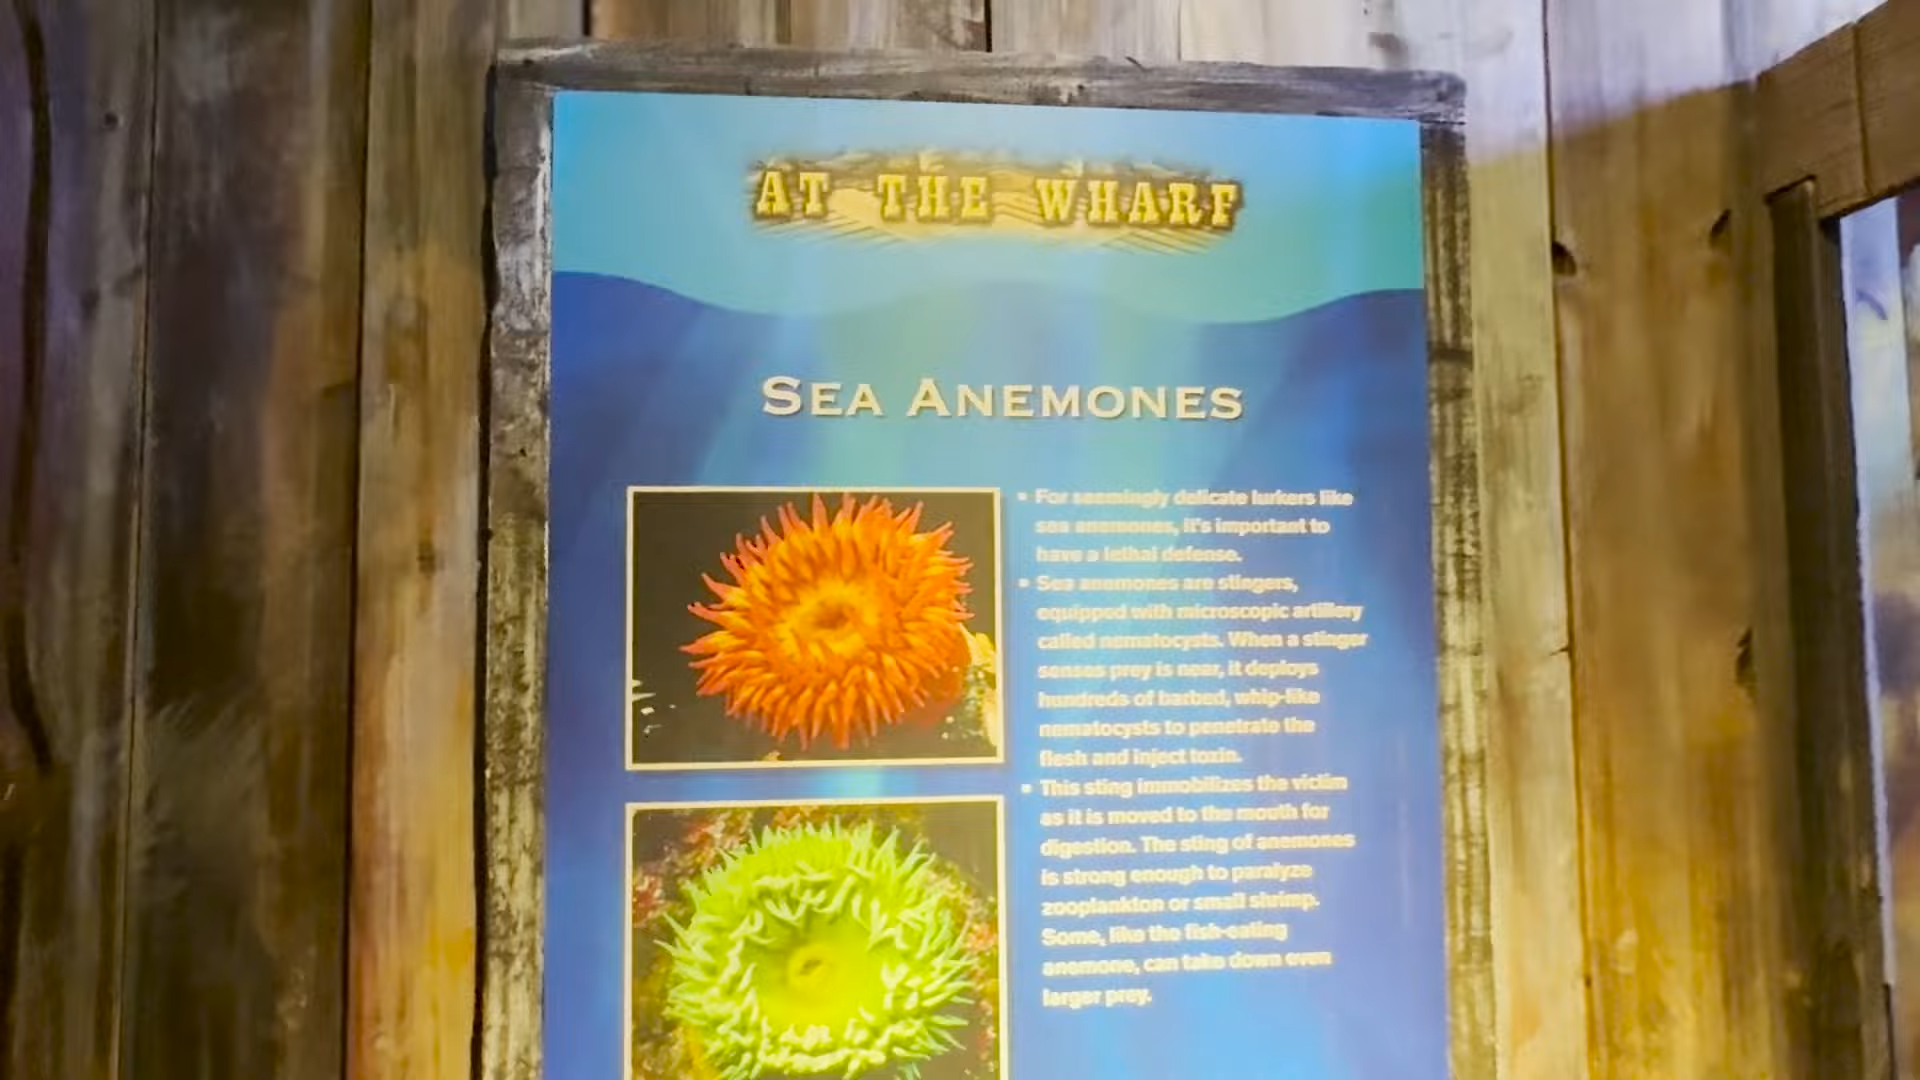 AT THE WHARF
SEA ANEMONES
• For seemingly delicate lurkers like
sea anemones, it's important to
have a lethal defense.
• Sea anemones are stingers,
equipped with microscopic artillery
called nematocysts. When a stinger
senses prey is near, it deploys
hundreds of barbed, whip-like
nematocysts to penetrate the
flesh and inject toxin.
• This sting immobilizes the victim
as it is moved to the mouth for
digestion. The sting of anemones
is strong enough to paralyze
zooplankton or small shrimp.
Some, like the fish-eating
anemone, can take down even
larger prey.